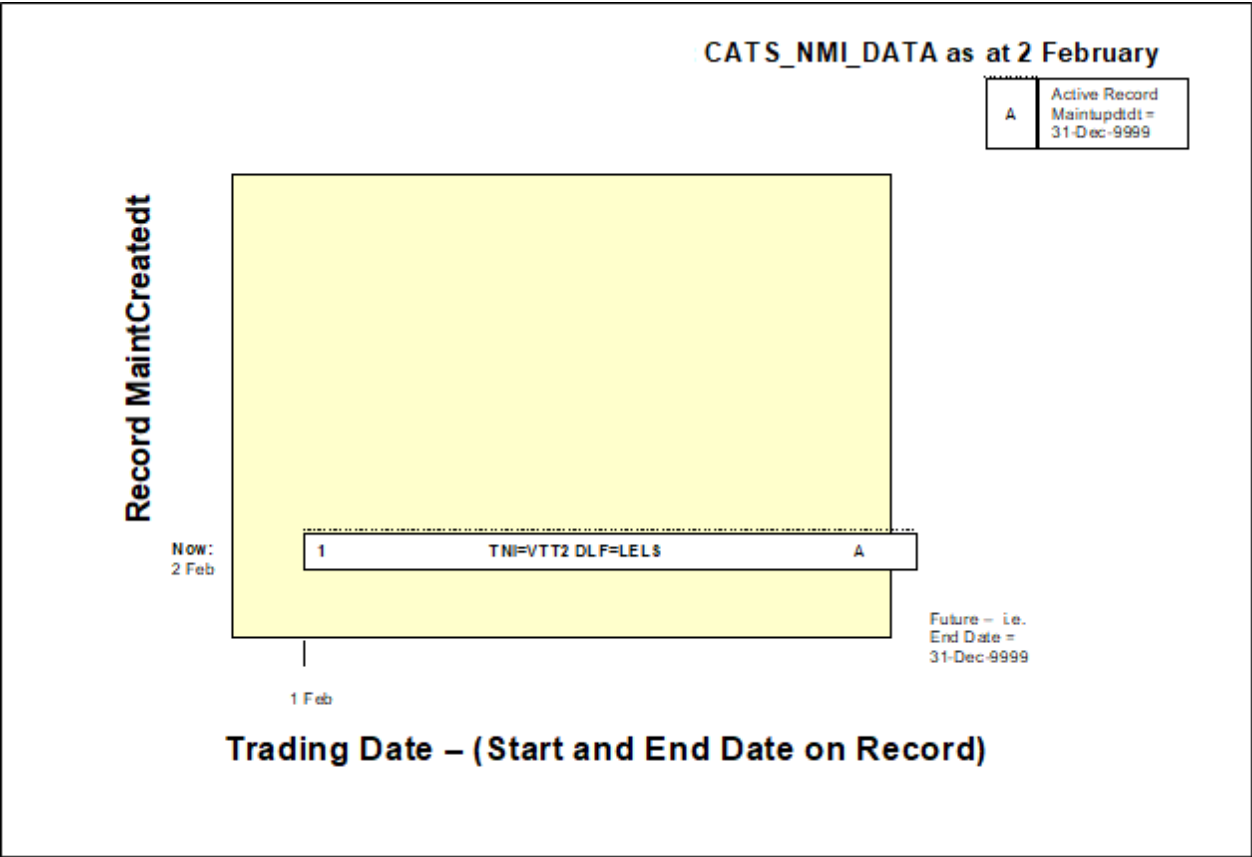 CATS_NMI_DATA as at 2 February
A
Active Record
Maintupdtdt =
31-Dec-9999
Record MaintCreatedt
Now:
2 Feb
1 TNI=VTT2 DLF=LELS A
Future – i.e.
End Date =
31-Dec-9999
1 Feb
Trading Date – (Start and End Date on Record)